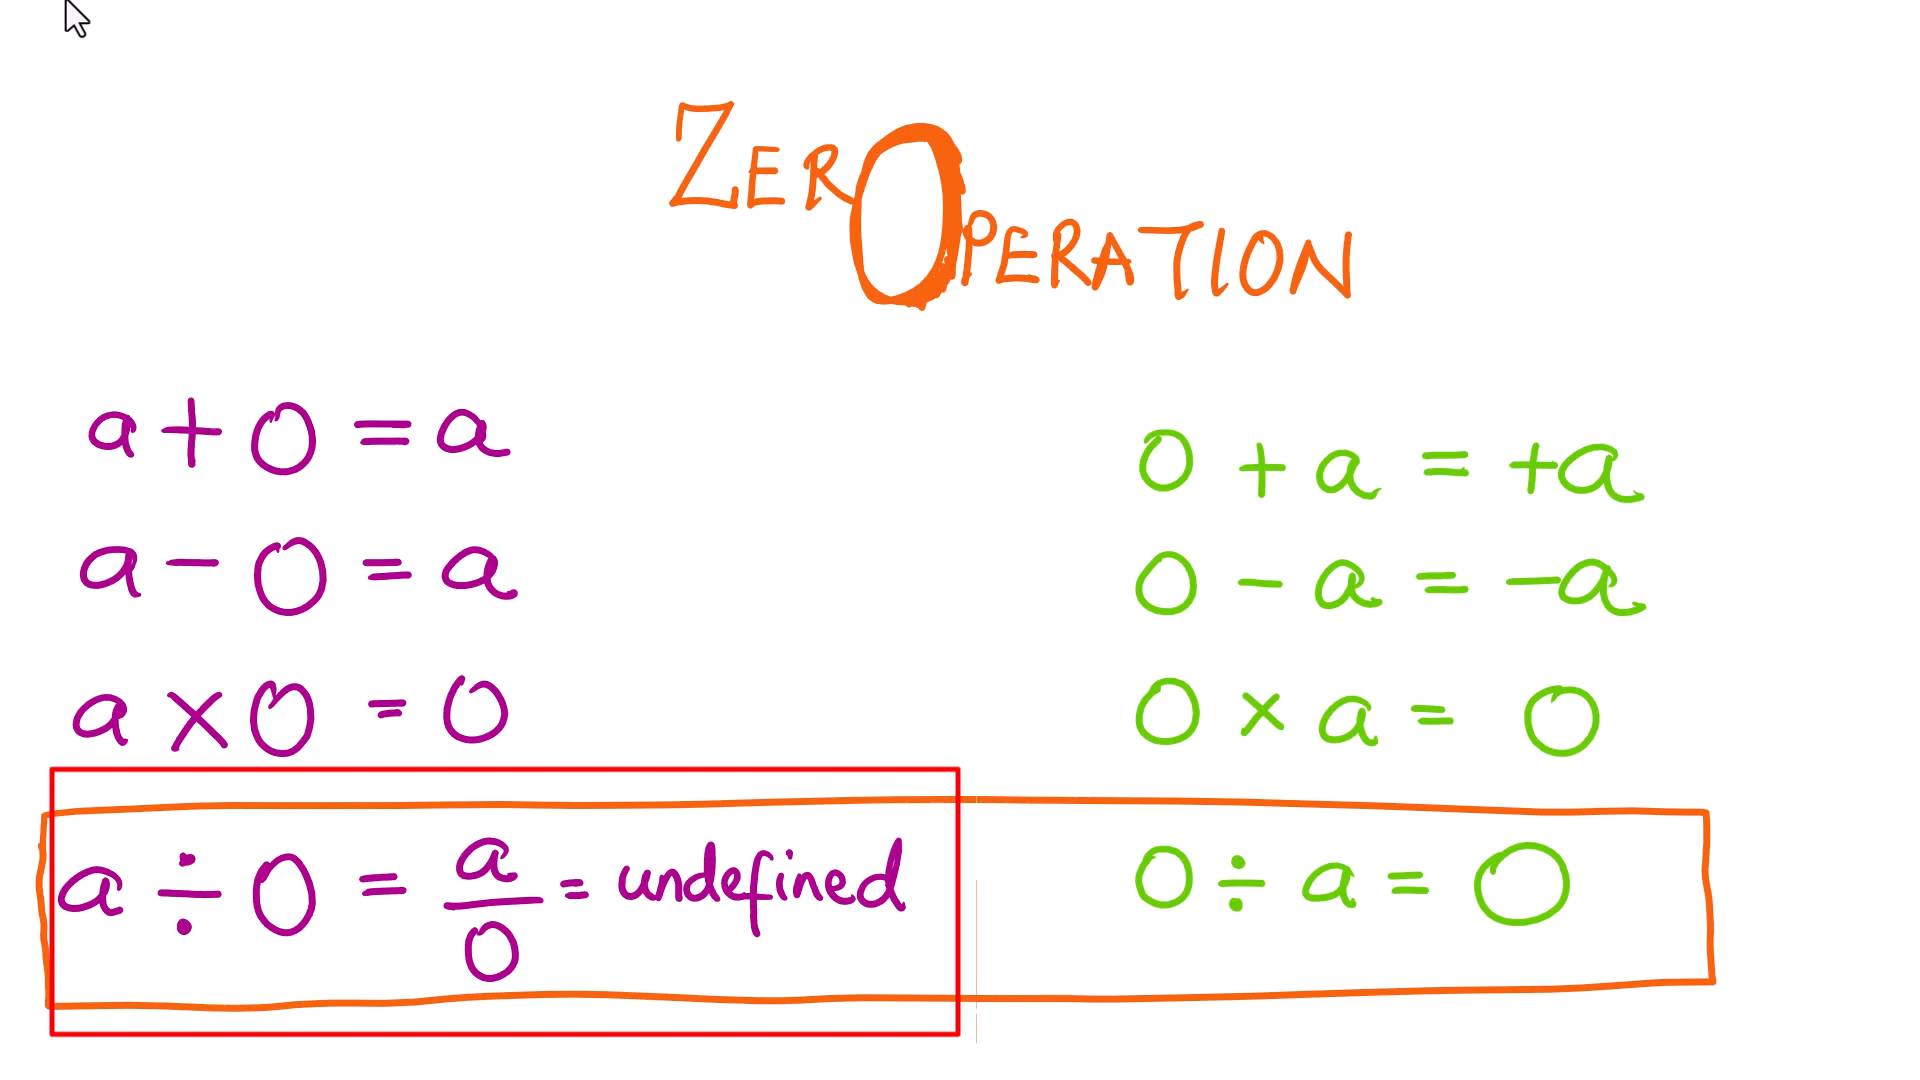 ZERO
OPERATION
a + 0 = a
a - 0 = a
a × 0 = 0
a ÷ 0 = a/0 = undefined
0 + a = +a
0 - a = -a
0 × a = 0
0 ÷ a = 0